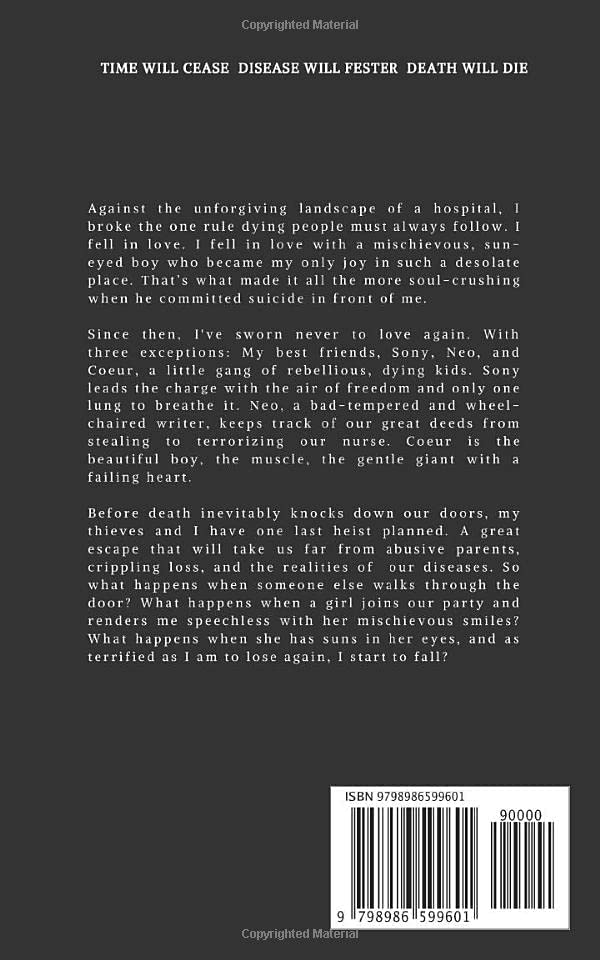 Copyrighted Material
TIME WILL CEASE DISEASE WILL FESTER DEATH WILL DIE
Against the unforgiving landscape of a hospital, I
broke the one rule dying people must always follow. I
fell in love. I fell in love with a mischievous, sun-
eyed boy who became my only joy in such a desolate
place. That's what made it all the more soul-crushing
when he committed suicide in front of me.
Since then, I've sworn never to love again. With
three exceptions: My best friends, Sony, Neo, and
Coeur, a little gang of rebellious, dying kids. Sony
leads the charge with the air of freedom and only one
lung to breathe it. Neo, a bad-tempered and wheel-
chaired writer, keeps track of our great deeds from
stealing to terrorizing our nurse. Coeur is the
beautiful boy, the muscle, the gentle giant with a
failing heart.
Before death inevitably knocks down our doors, my
thieves and I have one last heist planned. A great
escape that will take us far from abusive parents,
crippling loss, and the realities of our diseases. So
what happens when someone else walks through the
door? What happens when a girl joins our party and
renders me speechless with her mischievous smiles?
What happens when she has suns in her eyes, and as
terrified as I am to lose again, I start to fall?
ISBN 9798986599601
90000
9 798986 599601
Copyrighted Material